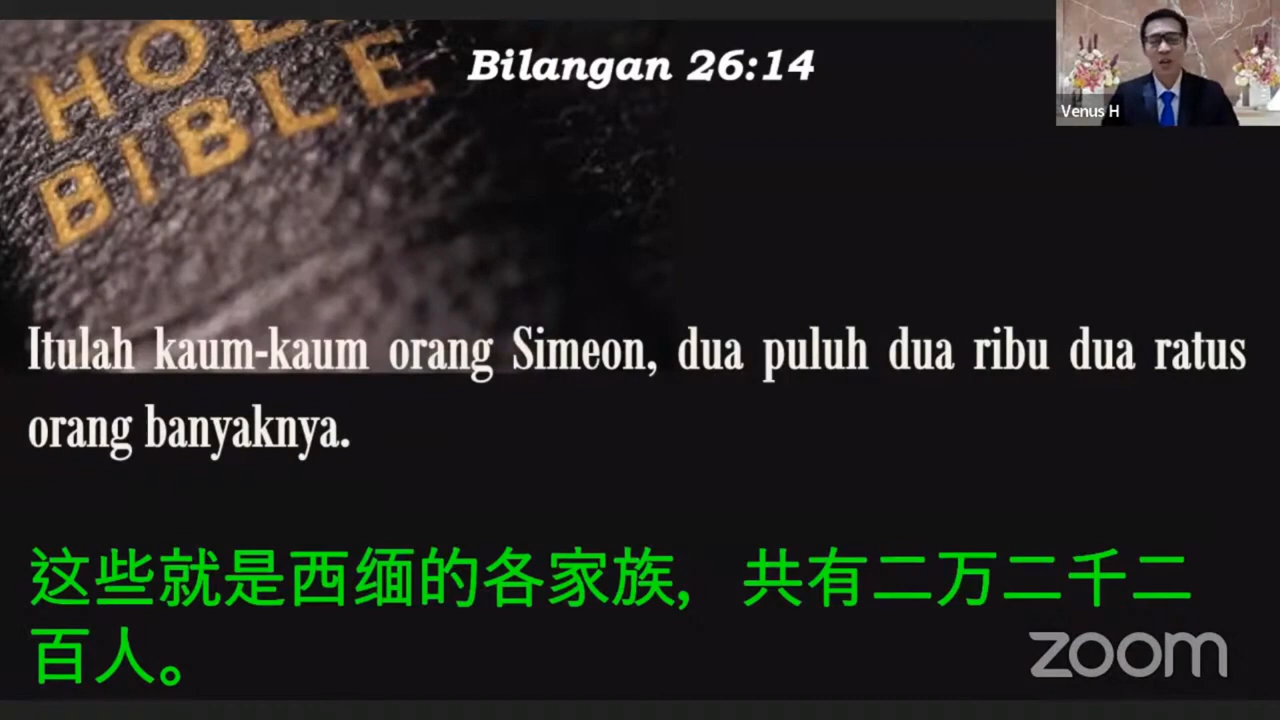 HOLY
BIBLE
Bilangan 26:14
Venus H
Itulah kaum-kaum orang Simeon, dua puluh dua ribu dua ratus
orang banyaknya.
这些就是西缅的各家族, 共有二万二千二
百人。
zoom